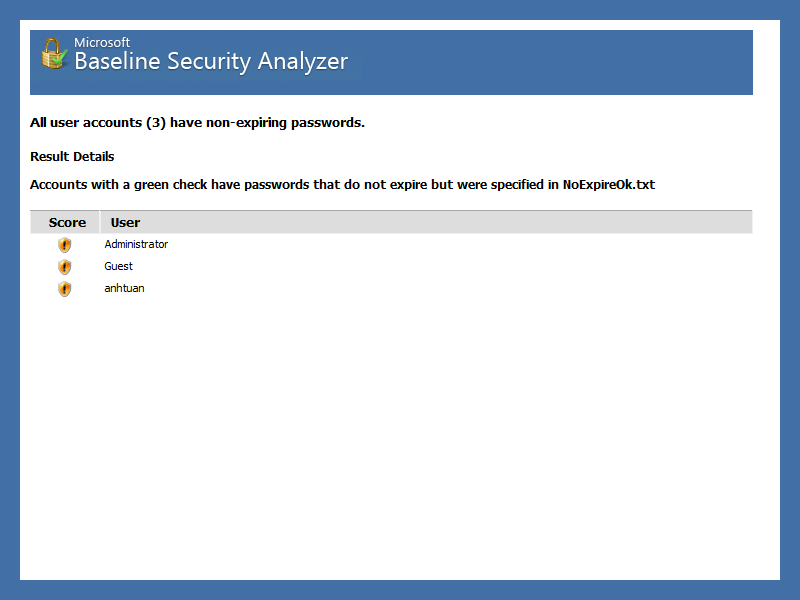 Microsoft
Baseline Security Analyzer
All user accounts (3) have non-expiring passwords.
Result Details
Accounts with a green check have passwords that do not expire but were specified in NoExpireOk.txt
Score User
Administrator
Guest
anhtuan